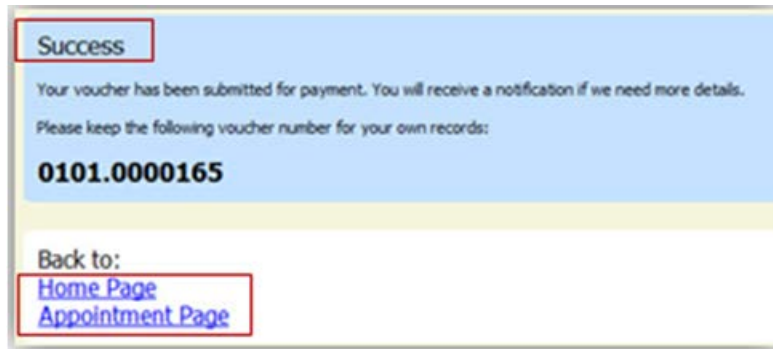 Success
Your voucher has been submitted for payment. You will receive a notification if we need more details.
Please keep the following voucher number for your own records:
0101.0000165
Back to:
Home Page
Appointment Page